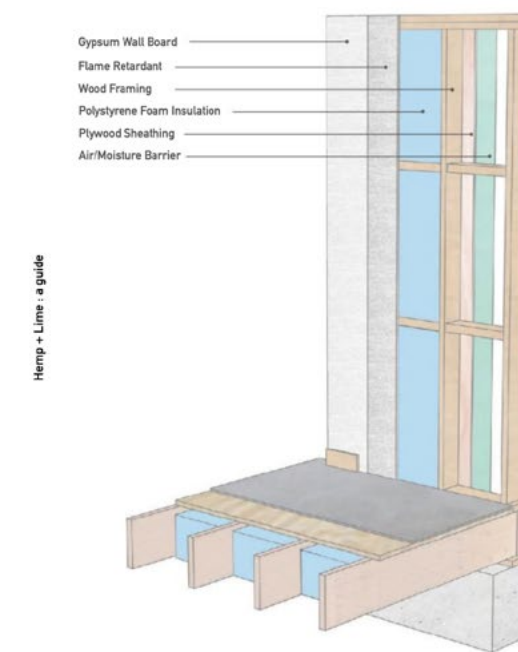 Gypsum Wall Board
Flame Retardant
Wood Framing
Polystyrene Foam Insulation
Plywood Sheathing
Air/Moisture Barrier
Hemp + Lime : a guide